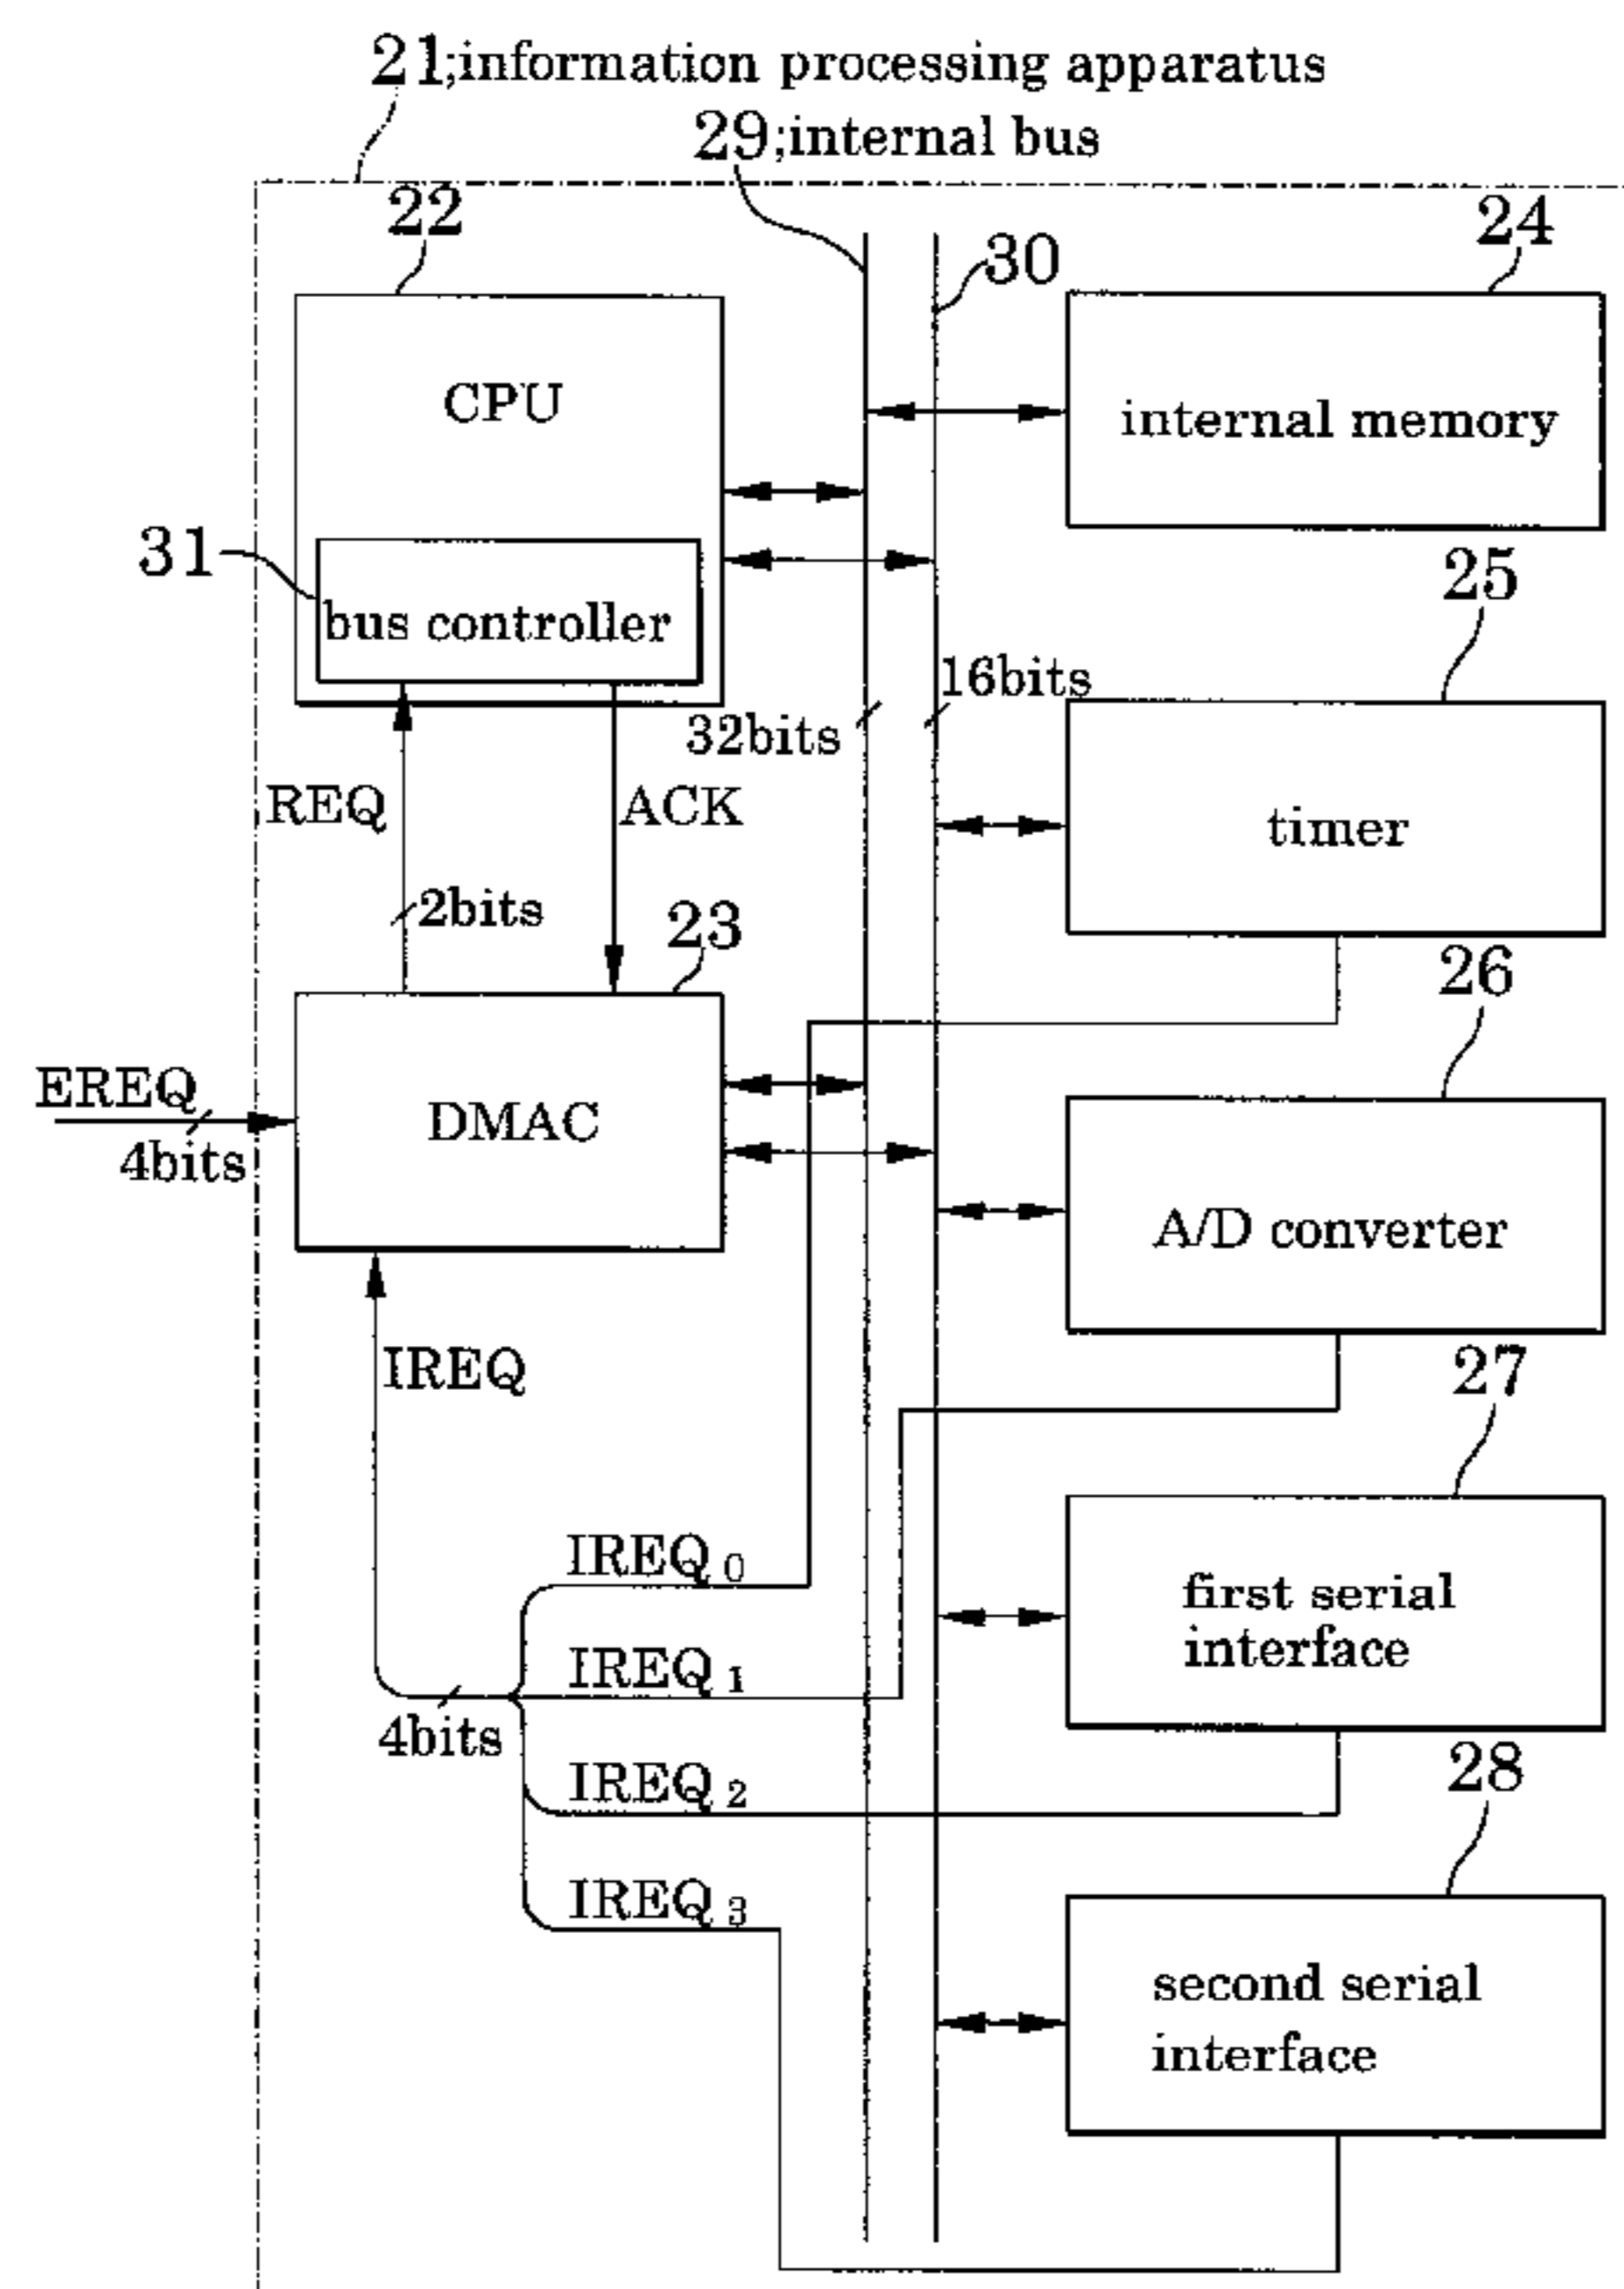 21;information processing apparatus
29;internal bus
22
24
30
CPU
internal memory
31
25
bus controller
16bits
32bits
REQ
ACK
timer
2bits
23
26
EREQ
DMAC
4bits
A/D converter
IREQ
27
IREQ 0
first serial
interface
IREQ 1
4bits
28
IREQ 2
IREQ 3
second serial
interface